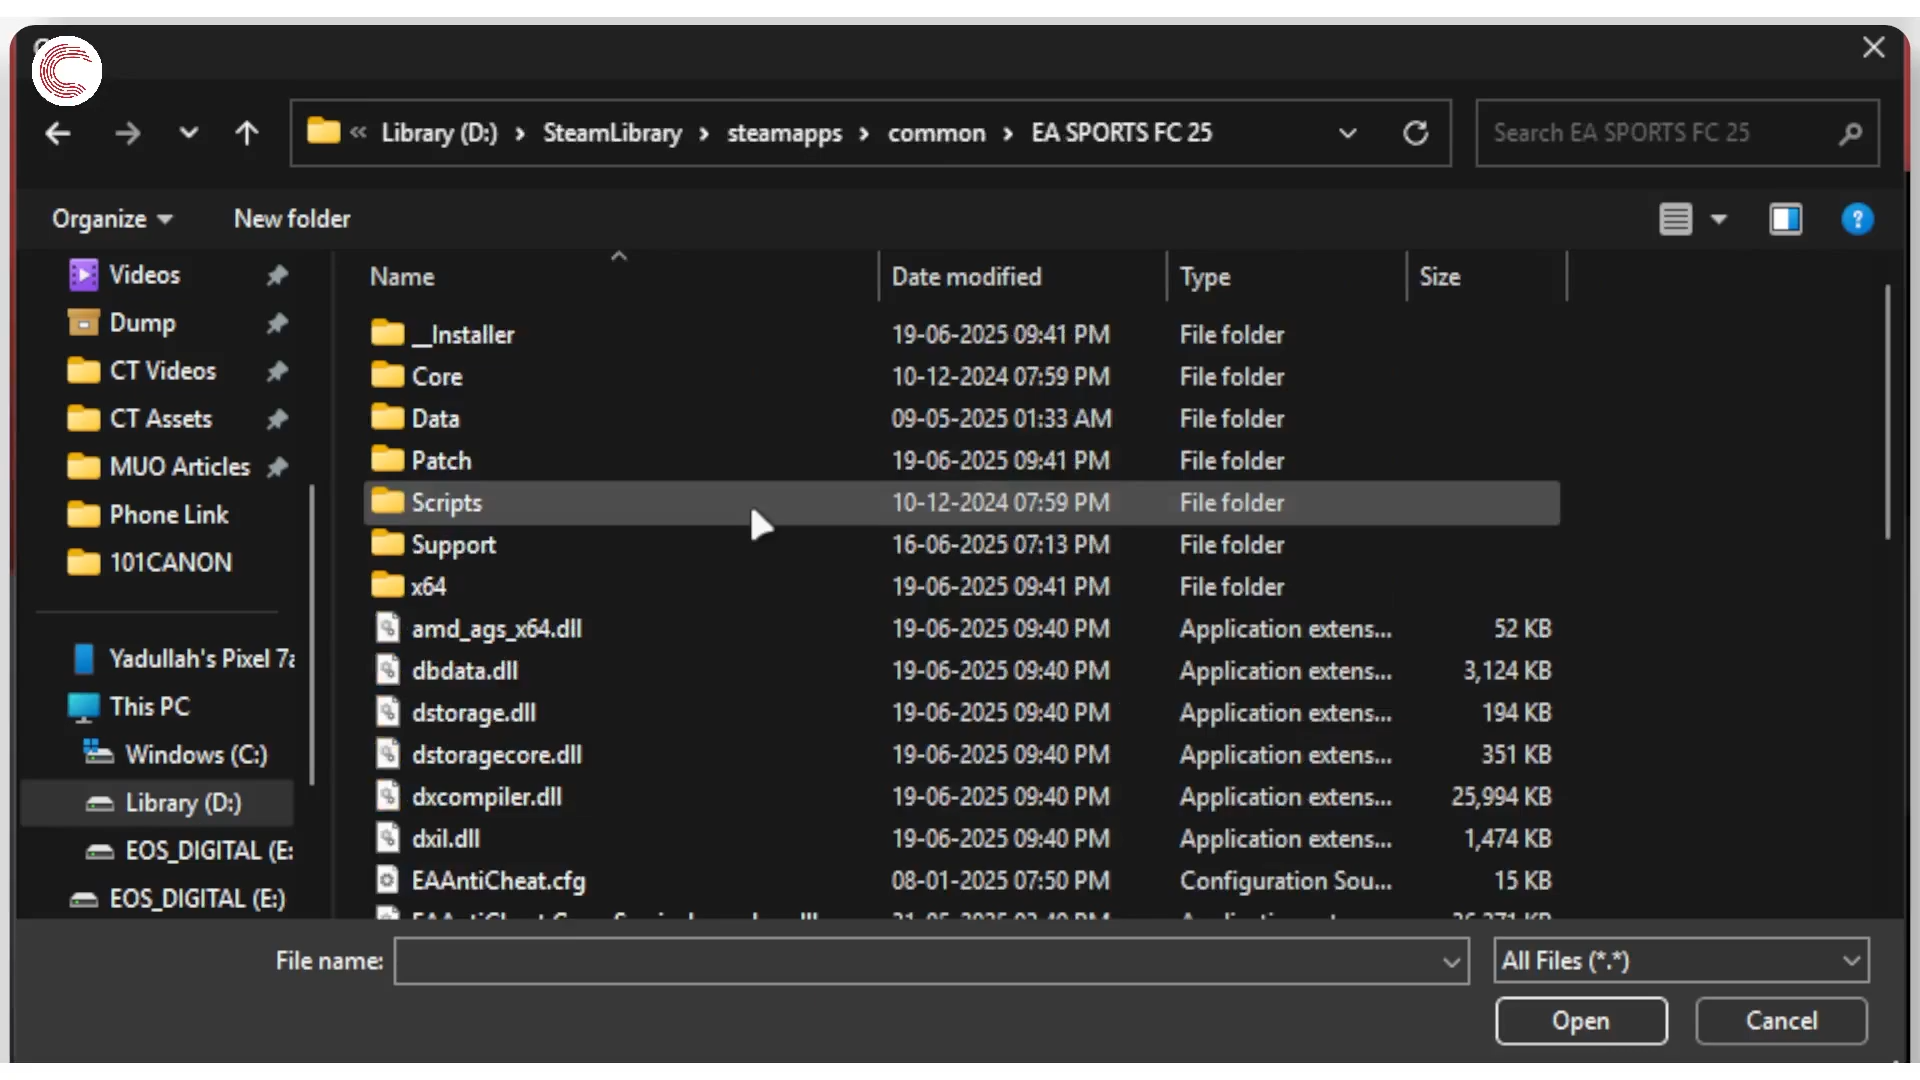 « Library (D:) › SteamLibrary › steamapps › common › EA SPORTS FC 25
Search EA SPORTS FC 25
Organize
New folder
Videos
Dump
CT Videos
CT Assets
MUO Articles
Phone Link
101CANON
Yadullah's Pixel 7a
This PC
Windows (C:)
Library (D:)
EOS_DIGITAL (E:
EOS_DIGITAL (E:)
Name Date modified Type Size
__Installer 19-06-2025 09:41 PM File folder
Core 10-12-2024 07:59 PM File folder
Data 09-05-2025 01:33 AM File folder
Patch 19-06-2025 09:41 PM File folder
Scripts 10-12-2024 07:59 PM File folder
Support 16-06-2025 07:13 PM File folder
x64 19-06-2025 09:41 PM File folder
amd_ags_x64.dll 19-06-2025 09:40 PM Application extens... 52 KB
dbdata.dll 19-06-2025 09:40 PM Application extens... 3,124 KB
dstorage.dll 19-06-2025 09:40 PM Application extens... 194 KB
dstoragecore.dll 19-06-2025 09:40 PM Application extens... 351 KB
dxcompiler.dll 19-06-2025 09:40 PM Application extens... 25,994 KB
dxil.dll 19-06-2025 09:40 PM Application extens... 1,474 KB
EAAntiCheat.cfg 08-01-2025 07:50 PM Configuration Sou... 15 KB
File name:
All Files (*.*)
Open
Cancel